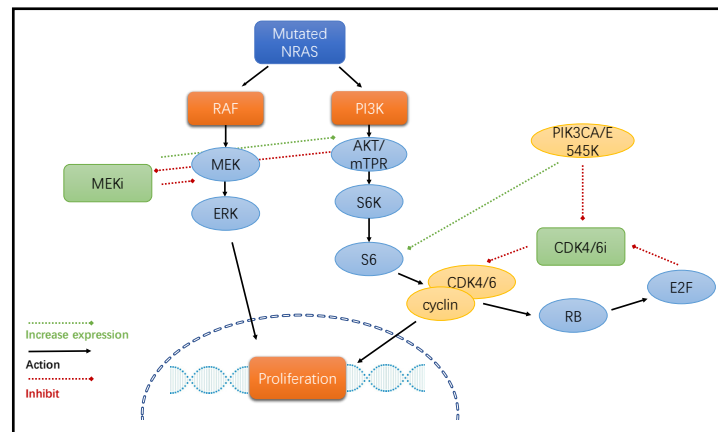 Mutated
NRAS
RAF
PI3K
PIK3CA/E
545K
AKT/
mTPR
MEK
MEKi
S6K
ERK
CDK4/6i
S6
CDK4/6
cyclin
E2F
RB
Increase expression
Action
Inhibit
Proliferation